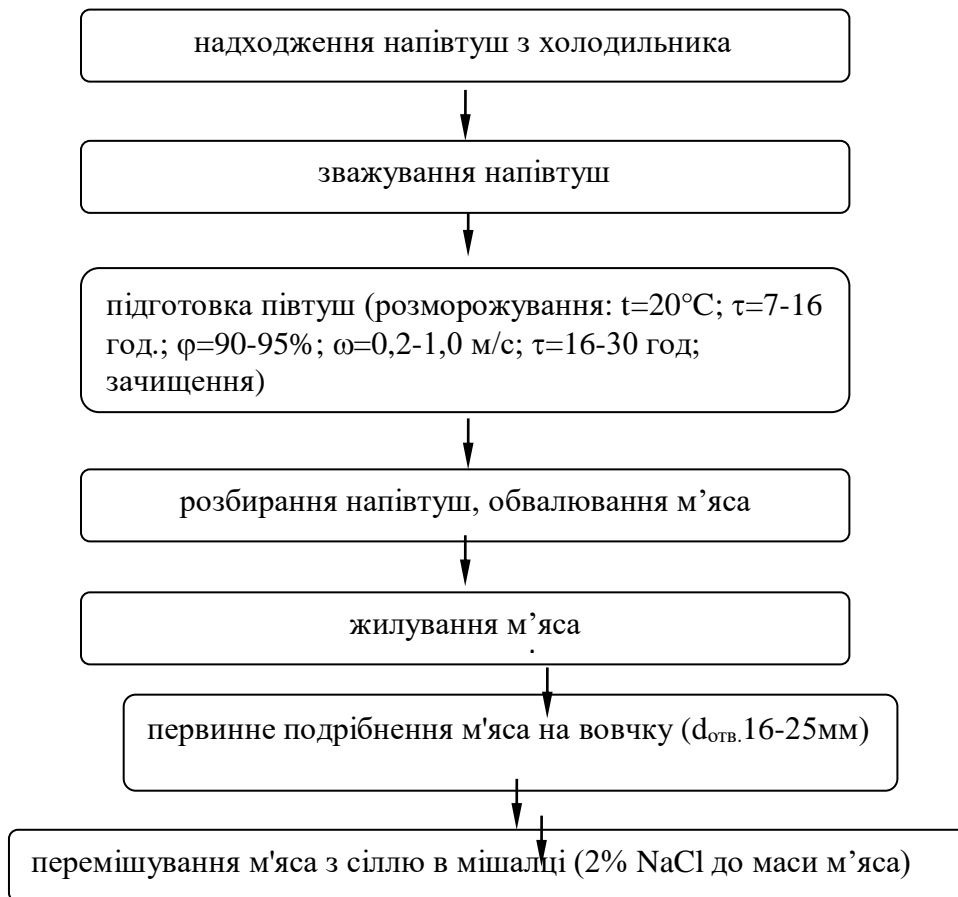 надходження напівтуш з холодильника
зважування напівтуш
підготовка півтуш (розморожування: t=20°С; τ=7-16
год.; φ=90-95%; ω=0,2-1,0 м/с; τ=16-30 год;
зачищення)
розбирання напівтуш, обвалювання м’яса
жилування м’яса
.
первинне подрібнення м'яса на вовчку (dотв.16-25мм)
перемішування м'яса з сіллю в мішалці (2% NaCl до маси м’яса)